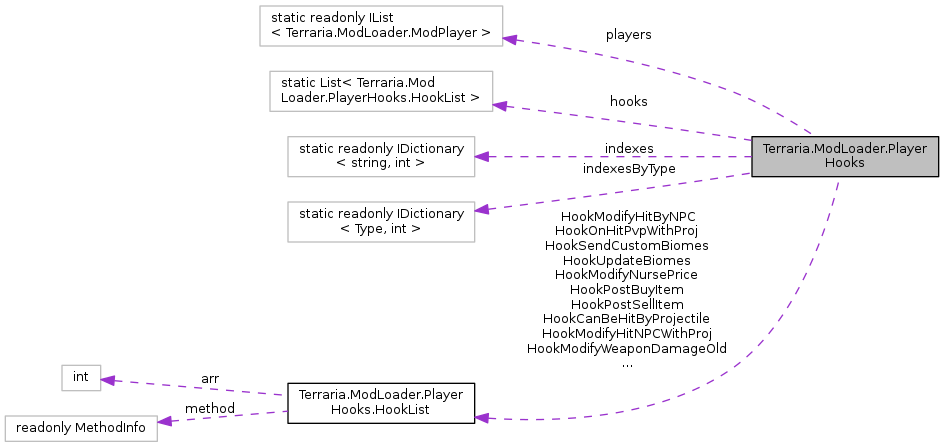 static readonly IList
< Terraria.ModLoader.ModPlayer >
players
static List< Terraria.Mod
Loader.PlayerHooks.HookList >
hooks
static readonly IDictionary
< string, int >
indexes
Terraria.ModLoader.Player
Hooks
indexesByType
static readonly IDictionary
< Type, int >
HookModifyHitByNPC
HookOnHitPvpWithProj
HookSendCustomBiomes
HookUpdateBiomes
HookModifyNursePrice
HookPostBuyItem
HookPostSellItem
HookCanBeHitByProjectile
HookModifyHitNPCWithProj
HookModifyWeaponDamageOld
...
int
arr
Terraria.ModLoader.Player
Hooks.HookList
method
readonly MethodInfo